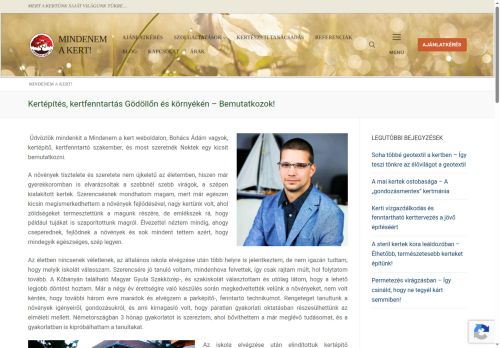 MERT A KERTÜNK SAJÁT VILÁGUNK TÜKRE...
MINDENEM
A KERT!
AJÁNLATKÉRÉS SZOLGÁLTATÁSOK KERTÉSZETI TANÁCSADÁS REFERENCIÁK
BLOG KAPCSOLAT ÁRAK
MENU
AJÁNLATKÉRÉS
MINDENEM A KERT!
Kertépítés, kertfenntartás Gödöllőn és környékén – Bemutatkozok!
Üdvözlök mindenkit a Mindenem a kert weboldalon, Bohács Ádám vagyok,
kertépítő, kertfenntartó szakember, és most szeretnék Nektek egy kicsit
bemutatkozni.
A növények tisztelete és szeretete nem újkeletű az életemben, hiszen már
gyerekkoromban is elvarázsoltak a szebbnél szebb virágok, a szépen
kialakított kertek. Szerencsésnek mondhatom magam, mert már egészen
kicsin megismerkedhettem a növények fejlődésével, nagy kertünk volt, ahol
zöldségeket termesztettünk a magunk részére, de emlékszek rá, hogy
például tujákat is szaporítottunk magról. Élvezettel néztem mindig, ahogy
cseperednek, fejlődnek a növények és sok mindent tettem azért, hogy
mindegyik egészséges, szép legyen.
Az életben nincsenek véletlenek, az általános iskola elvégzése után több helyre is jelentkeztem, de nem igazán tudtam,
hogy melyik iskolát válasszam. Szerencsére jó tanuló voltam, mindenhova felvettek, így csak rajtam múlt, hol folytatom
tovább. A Kőbányán található Magyar Gyula Szakközép- és szakiskolát választottam és utólag látom, hogy a lehető
legjobb döntést hoztam. Már a négy év érettségire való készülés során megkedveltették velünk a növényeket, nem volt
kérdés, hogy további három évre maradok és elvégzem a parképítő-, fenntartó technikumot. Rengeteget tanultunk a
növények igényeiről, gondozásukról, és ami kimagasló volt, hogy páratlan gyakorlati oktatásban részesülhettünk az
elméleti mellett. Németországban 3 hónap gyakorlatot is szereztem, ahol bővíthettem a már meglévő tudásomat, és a
gyakorlatban is kipróbálhattam a tanultakat.
Az iskola elvégzése után elindítottuk kertépítő
LEGUTÓBBI BEJEGYZÉSEK
Soha többé geotextil a kertben – Így
teszi tönkre az élővilágot a geotextil
A mai kertek ostobasága – A
„gondozásmentes" kertmánia
Kerti vízgazdálkodás és
fenntartható kerttervezés a jövő
építéséért
A steril kertek kora leáldozóban –
Élhetőbb, természetesebb kerteket
építünk!
Permetezés virágzásban – Így
csináld, hogy ne tegyél kárt
semmiben!